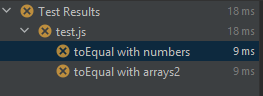 Test Results 18 ms
test.js 18 ms
toEqual with numbers 9 ms
toEqual with arrays2 9 ms